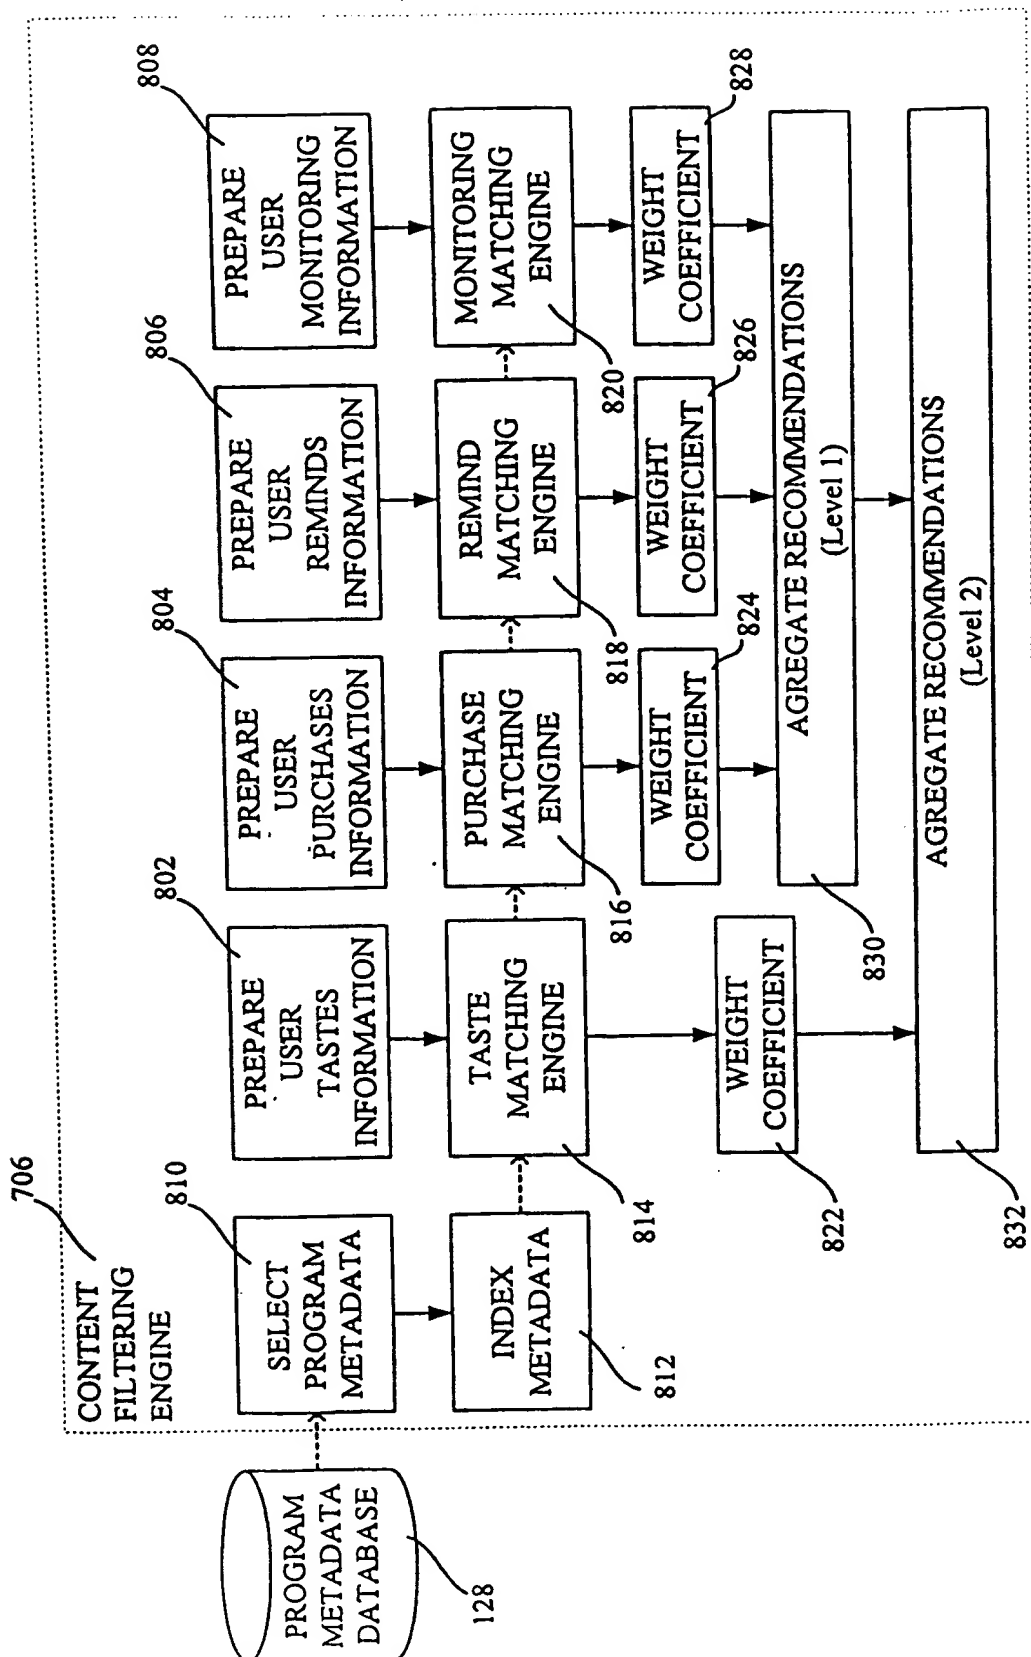 706
CONTENT
FILTERING
ENGINE
PROGRAM
METADATA
DATABASE
128
810
SELECT
PROGRAM
METADATA
INDEX
METADATA
812
802
PREPARE
USER
TASTES
INFORMATION
TASTE
MATCHING
ENGINE
814
WEIGHT
COEFFICIENT
822
804
PREPARE
USER
PURCHASES
INFORMATION
PURCHASE
MATCHING
ENGINE
816
WEIGHT
COEFFICIENT
824
806
PREPARE
USER
REMINDS
INFORMATION
REMIND
MATCHING
ENGINE
818
WEIGHT
COEFFICIENT
826
808
PREPARE
USER
MONITORING
INFORMATION
MONITORING
MATCHING
ENGINE
820
WEIGHT
COEFFICIENT
828
AGREGATE RECOMMENDATIONS
(Level 1)
830
AGREGATE RECOMMENDATIONS
(Level 2)
832